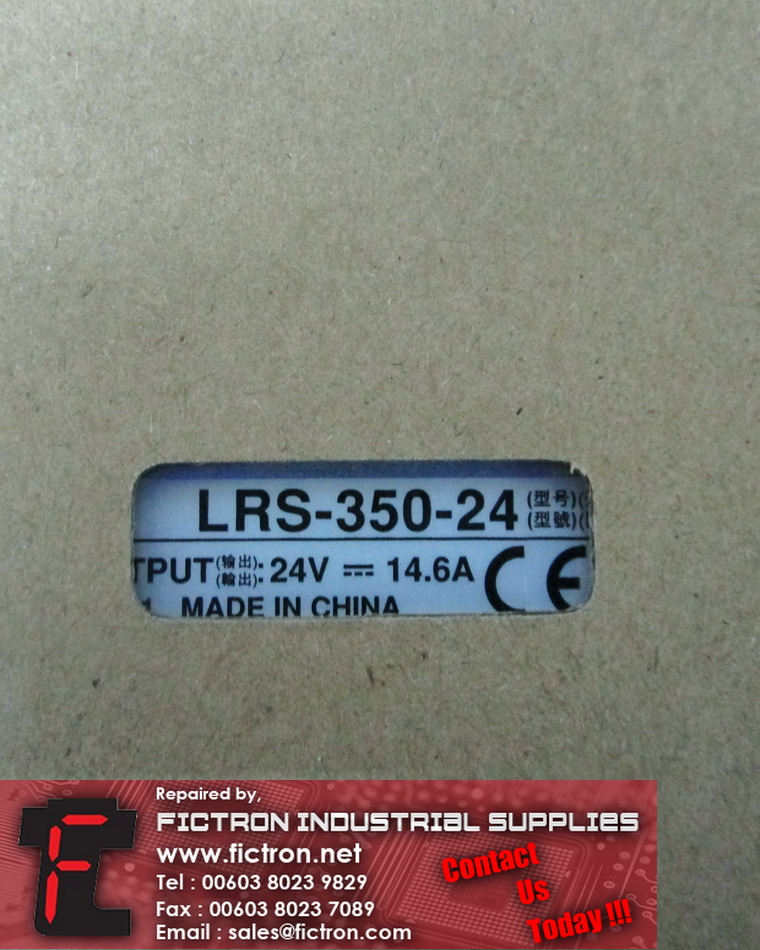 LRS-350-24 (型号)
(型號)
TPUT(输出): 24V ⎓ 14.6A CE
(輸出):
MADE IN CHINA
Repaired by,
FICTRON INDUSTRIAL SUPPLIES
www.fictron.net
Tel : 00603 8023 9829
Fax : 00603 8023 7089
Email : sales@fictron.com
Contact
Us
Today !!!